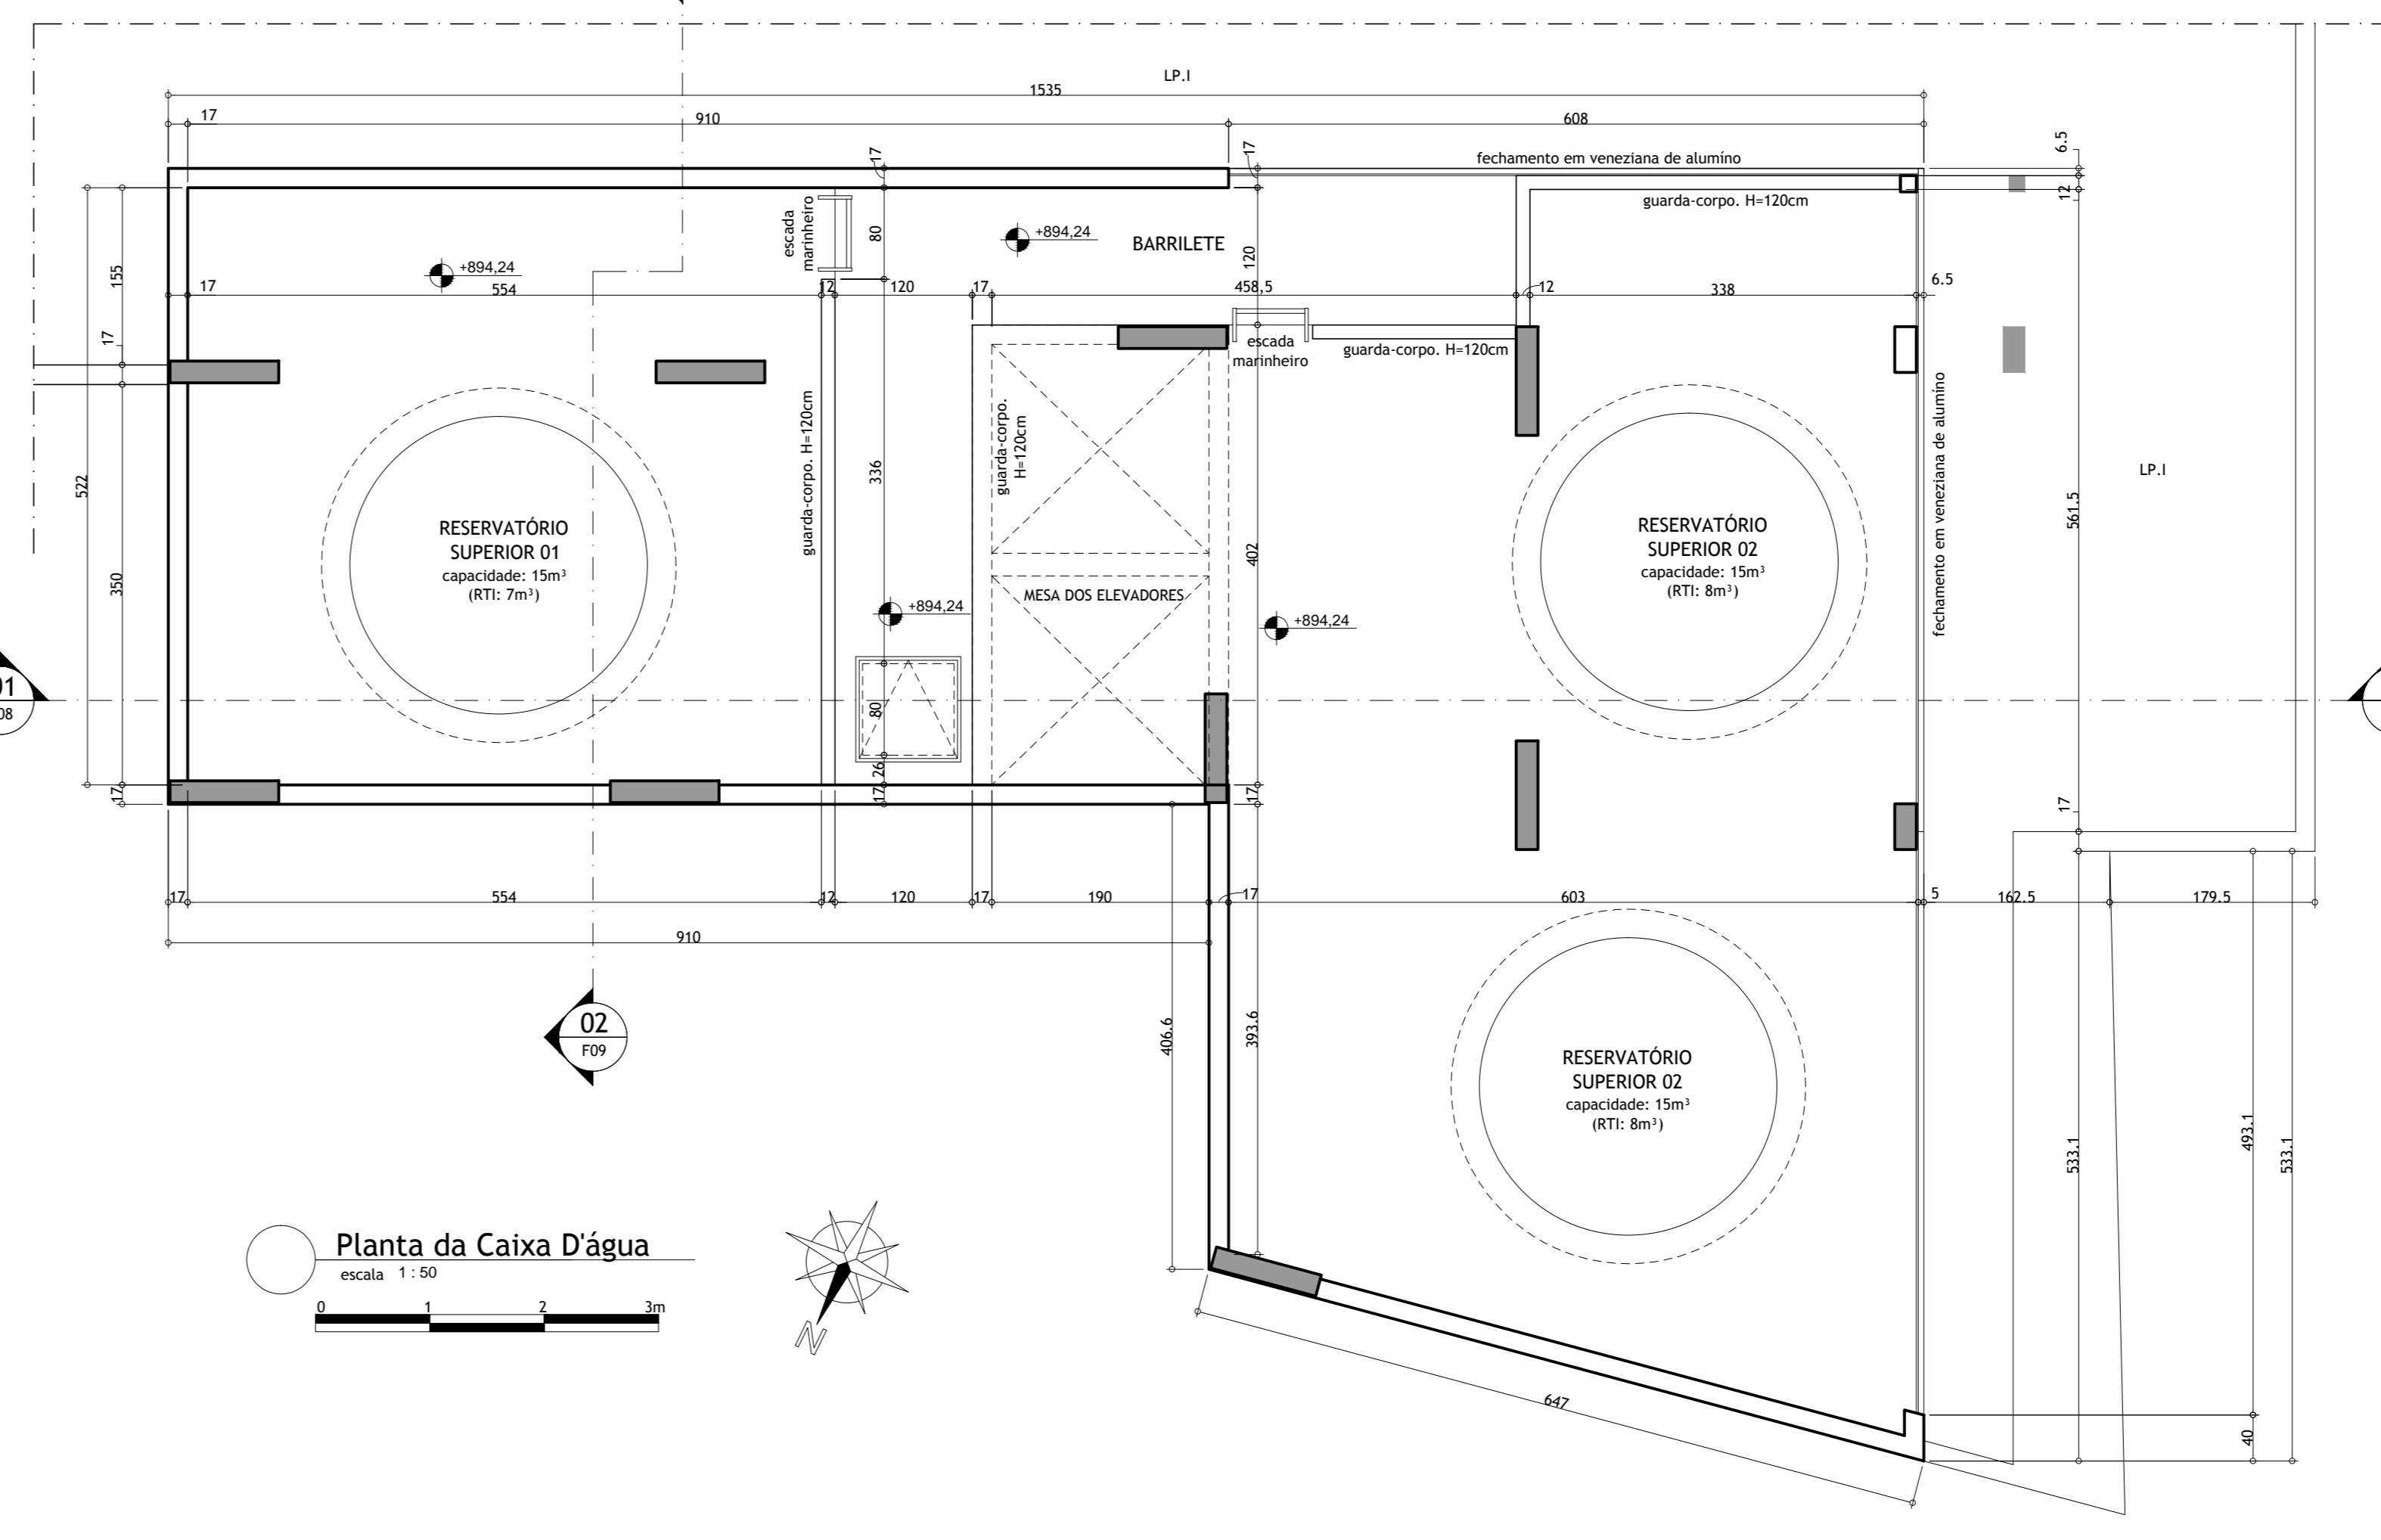 LP.I
1535
17
910
608
17
17
fechamento em veneziana de alumíno
6.5
12
guarda-corpo. H=120cm
escada
marinheiro
80
+894,24
BARRILETE
120
+894,24
155
17
554
12
120
17
458,5
12
338
6.5
17
escada
marinheiro
guarda-corpo. H=120cm
guarda-corpo. H=120cm
guarda-corpo.
H=120cm
fechamento em veneziana de alumíno
LP.I
522
336
561.5
RESERVATÓRIO
SUPERIOR 01
capacidade: 15m³
(RTI: 7m³)
RESERVATÓRIO
SUPERIOR 02
capacidade: 15m³
(RTI: 8m³)
402
350
MESA DOS ELEVADORES
+894,24
+894,24
01
08
80
26
17
17
17
17
17
554
12
120
17
190
17
603
5
162.5
179.5
910
02
F09
406.6
393.6
RESERVATÓRIO
SUPERIOR 02
capacidade: 15m³
(RTI: 8m³)
533.1
493.1
533.1
40
647
Planta da Caixa D'água
escala 1 : 50
0 1 2 3m
N